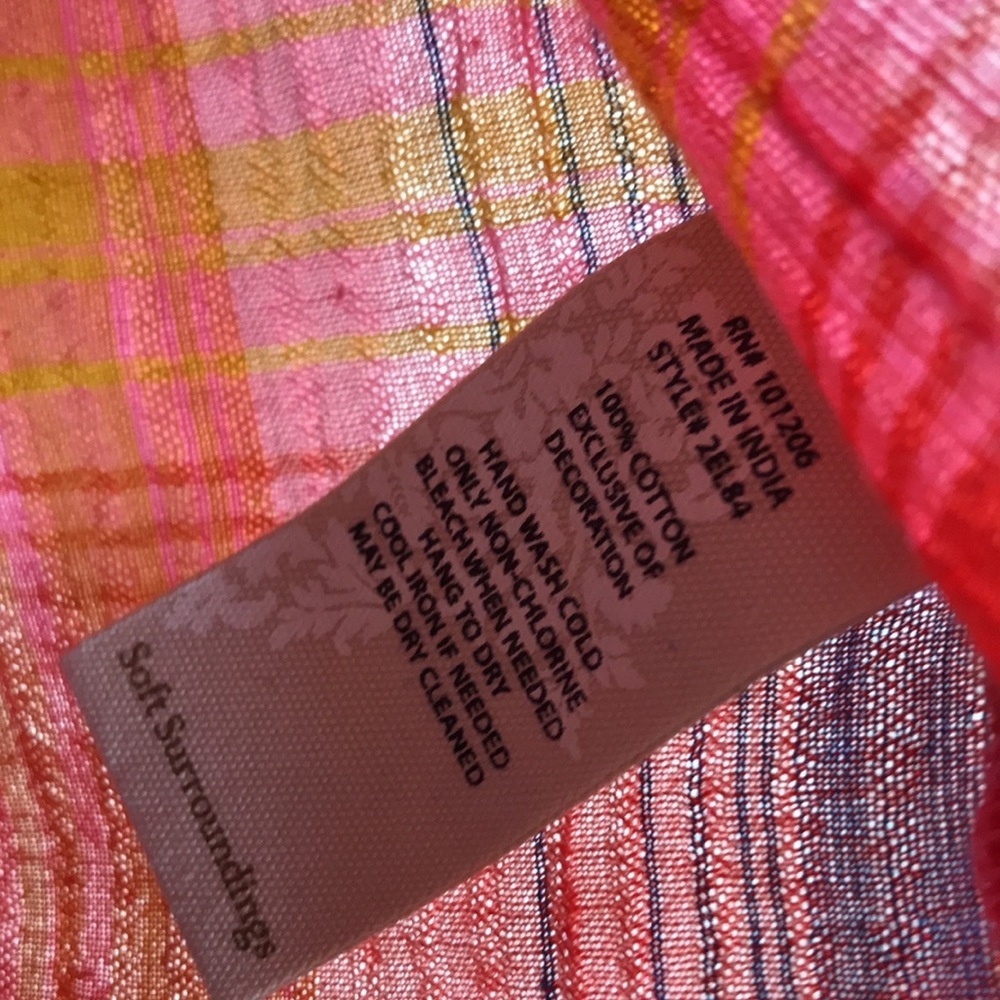 RN# 101206
MADE IN INDIA
STYLE# 2EL84
100% COTTON
EXCLUSIVE OF
DECORATION
HAND WASH COLD
ONLY NON-CHLORINE
BLEACH WHEN NEEDED
HANG TO DRY
COOL IRON IF NEEDED
MAY BE DRY CLEANED
Soft Surroundings